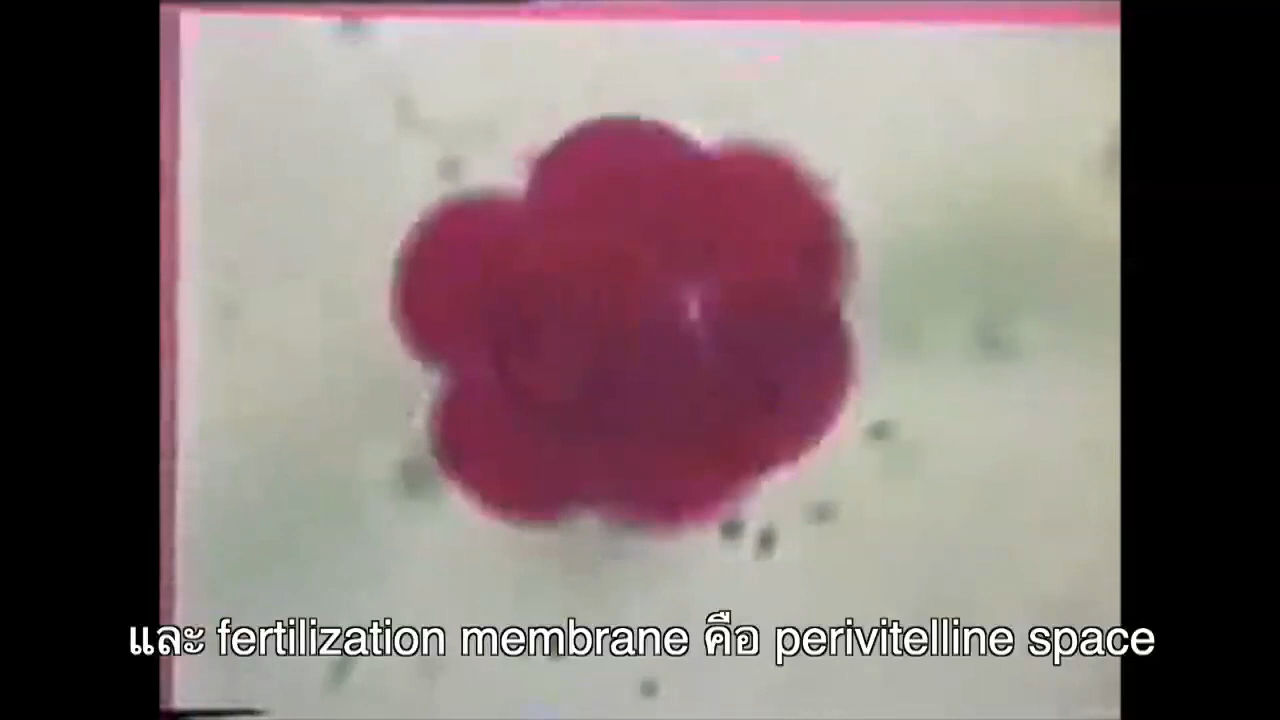 และ fertilization membrane คือ perivitelline space